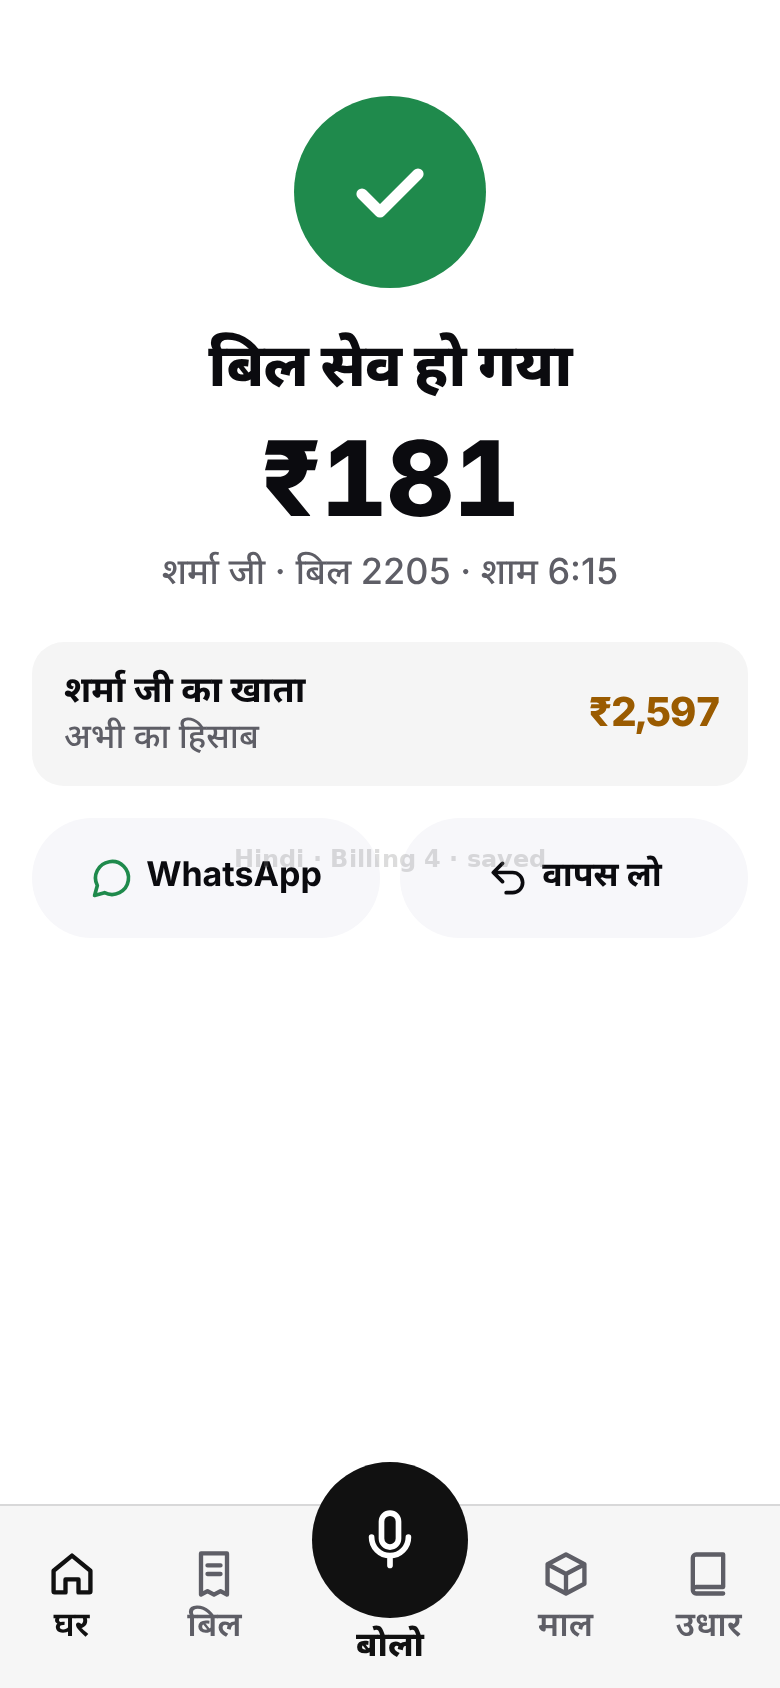 बिल सेव हो गया
₹181
शर्मा जी · बिल 2205 · शाम 6:15
शर्मा जी का खाता
अभी का हिसाब
₹2,597
Hindi · Billing 4 · saved
WhatsApp
वापस लो
घर
बिल
बोलो
माल
उधार